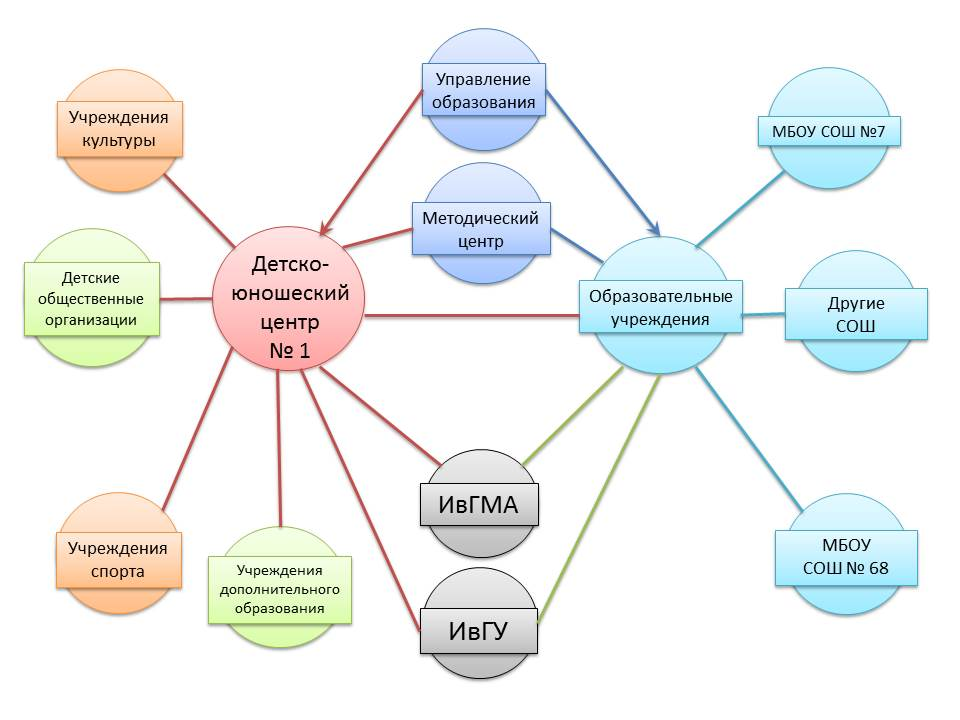 Управление
образования
Учреждения
культуры
МБОУ СОШ №7
Методический
центр
Детско-
юношеский
центр
№ 1
Детские
общественные
организации
Образовательные
учреждения
Другие
СОШ
ИвГМА
Учреждения
спорта
МБОУ
СОШ № 68
Учреждения
дополнительного
образования
ИвГУ